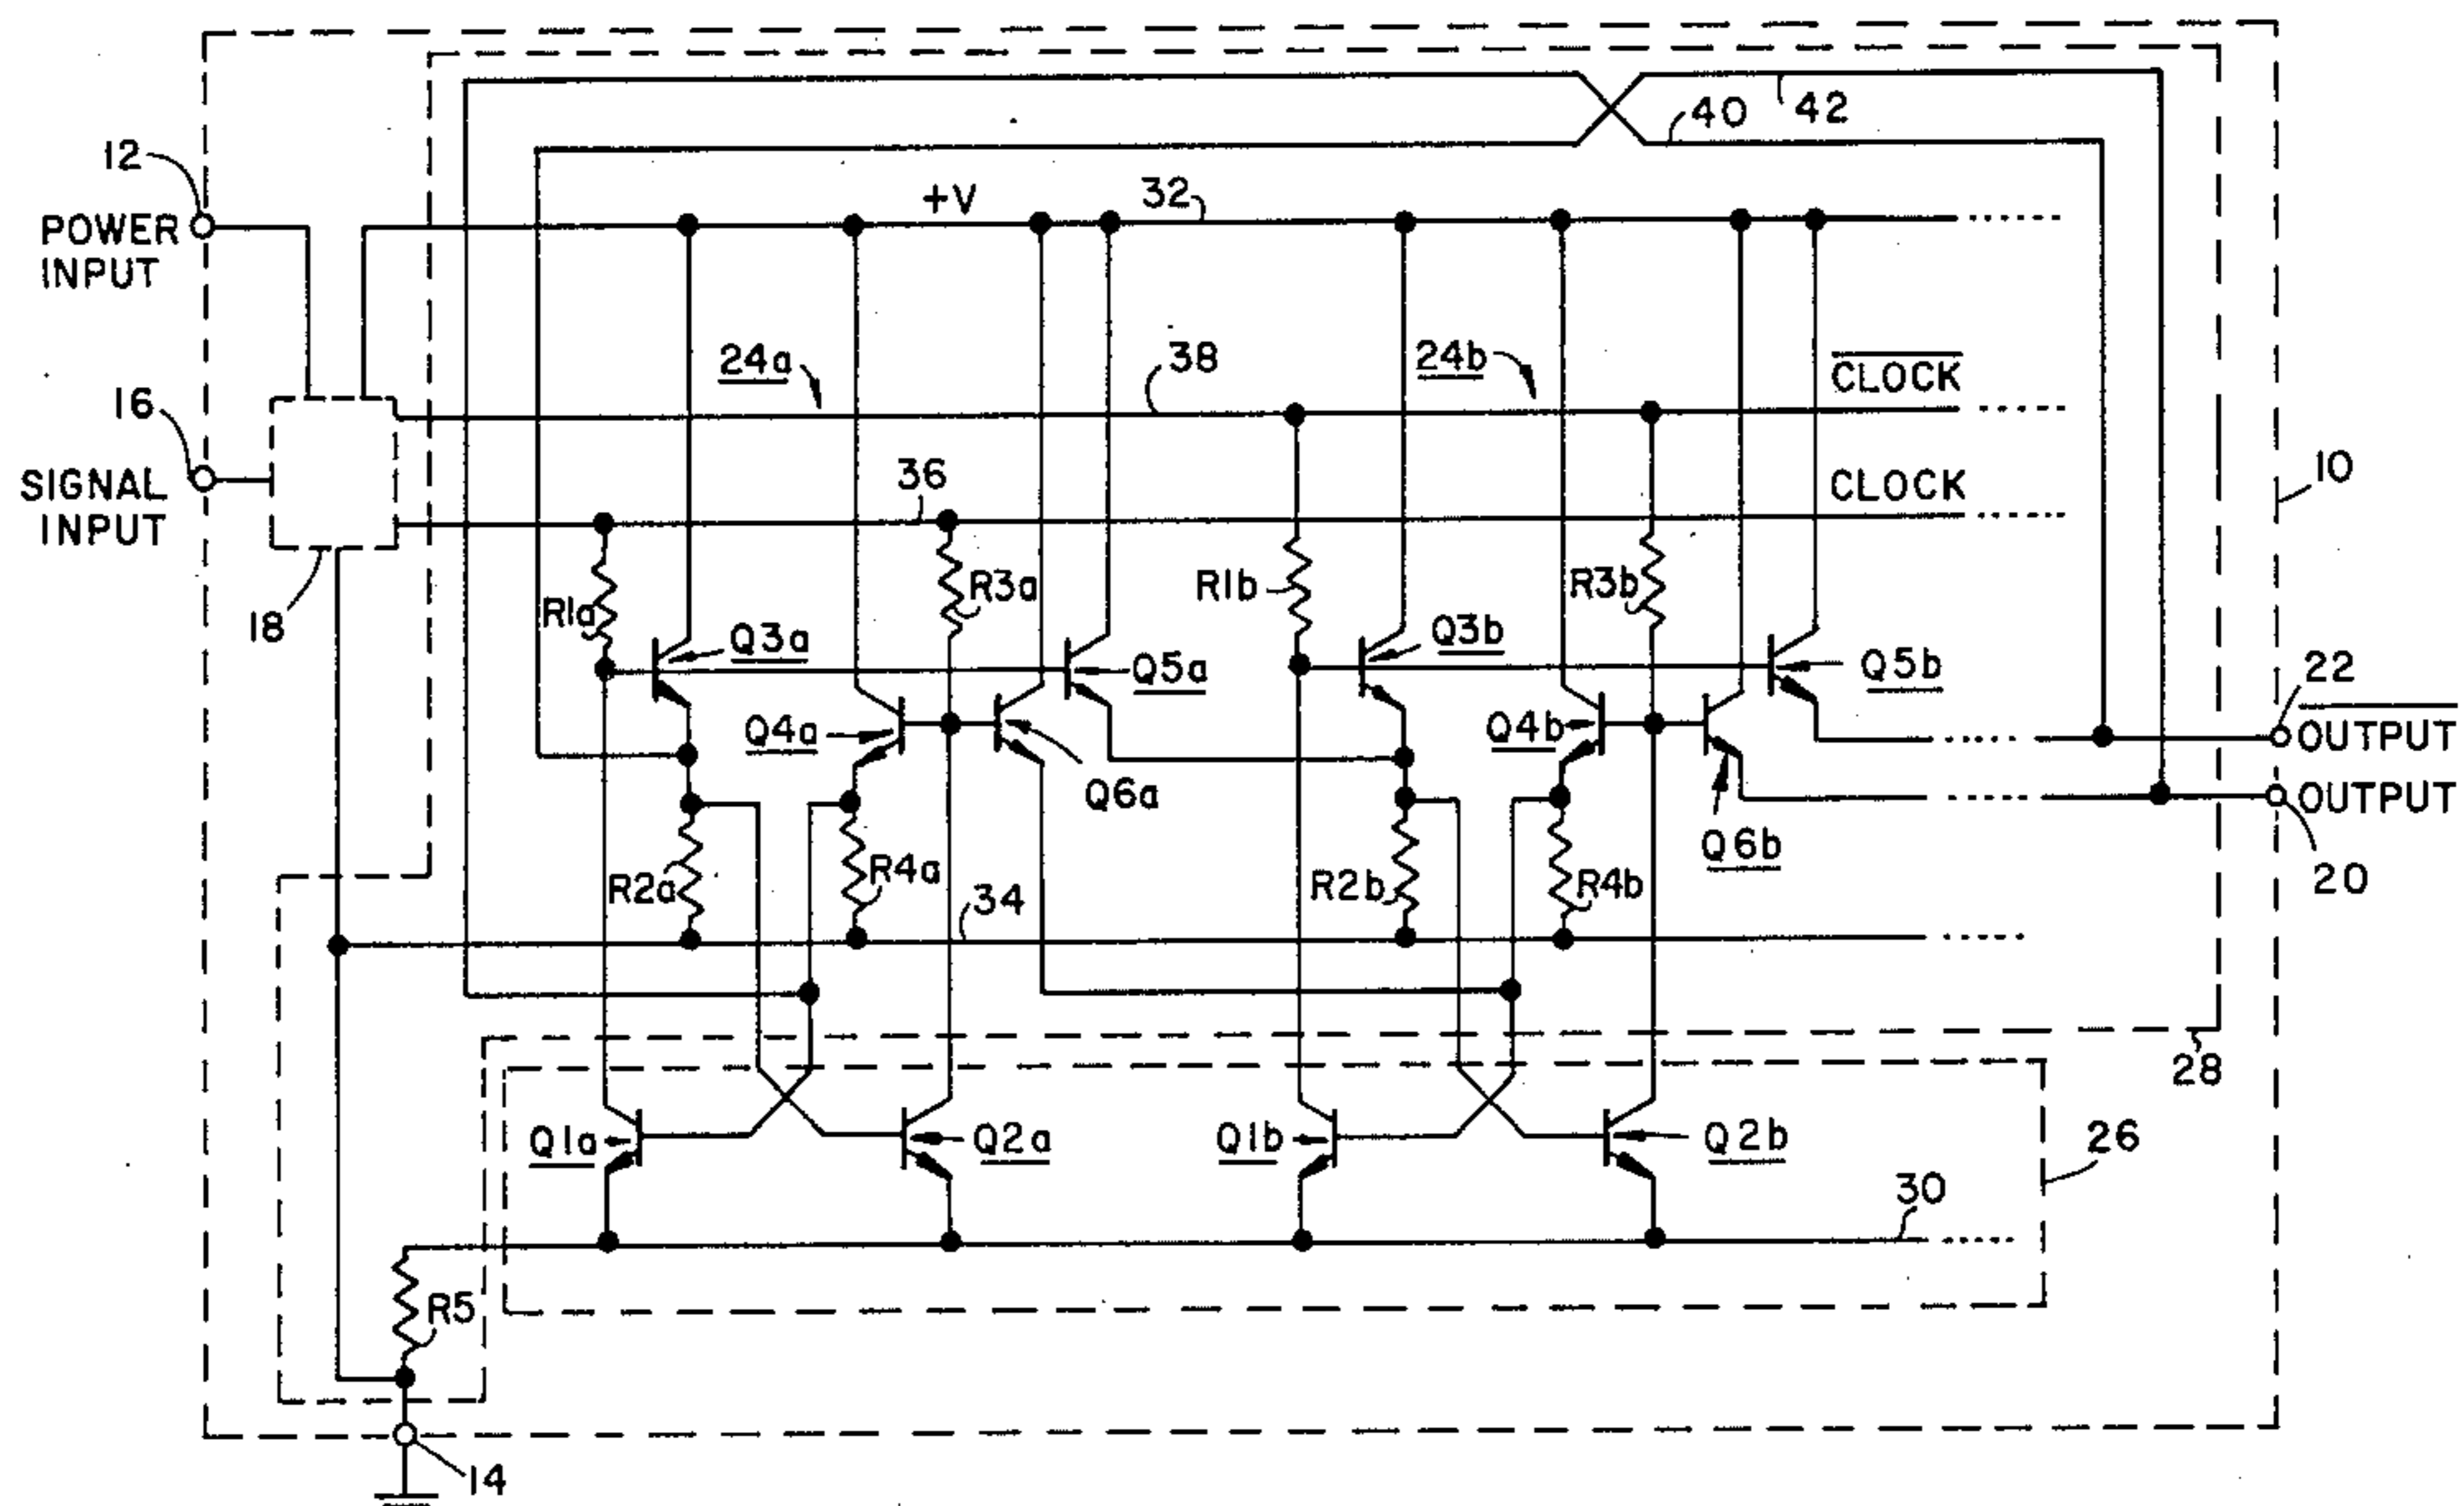 42
40
12
+V
32
POWER
INPUT
24a
38
24b
CLOCK
16
SIGNAL
INPUT
36
CLOCK
10
R1a
R3a
R1b
R3b
18
Q3a
Q5a
Q3b
Q5b
22
Q4a
Q6a
Q4b
OUTPUT
OUTPUT
Q6b
20
R2a
R4a
34
R2b
R4b
28
Q1a
Q2a
Q1b
Q2b
26
30
R5
14